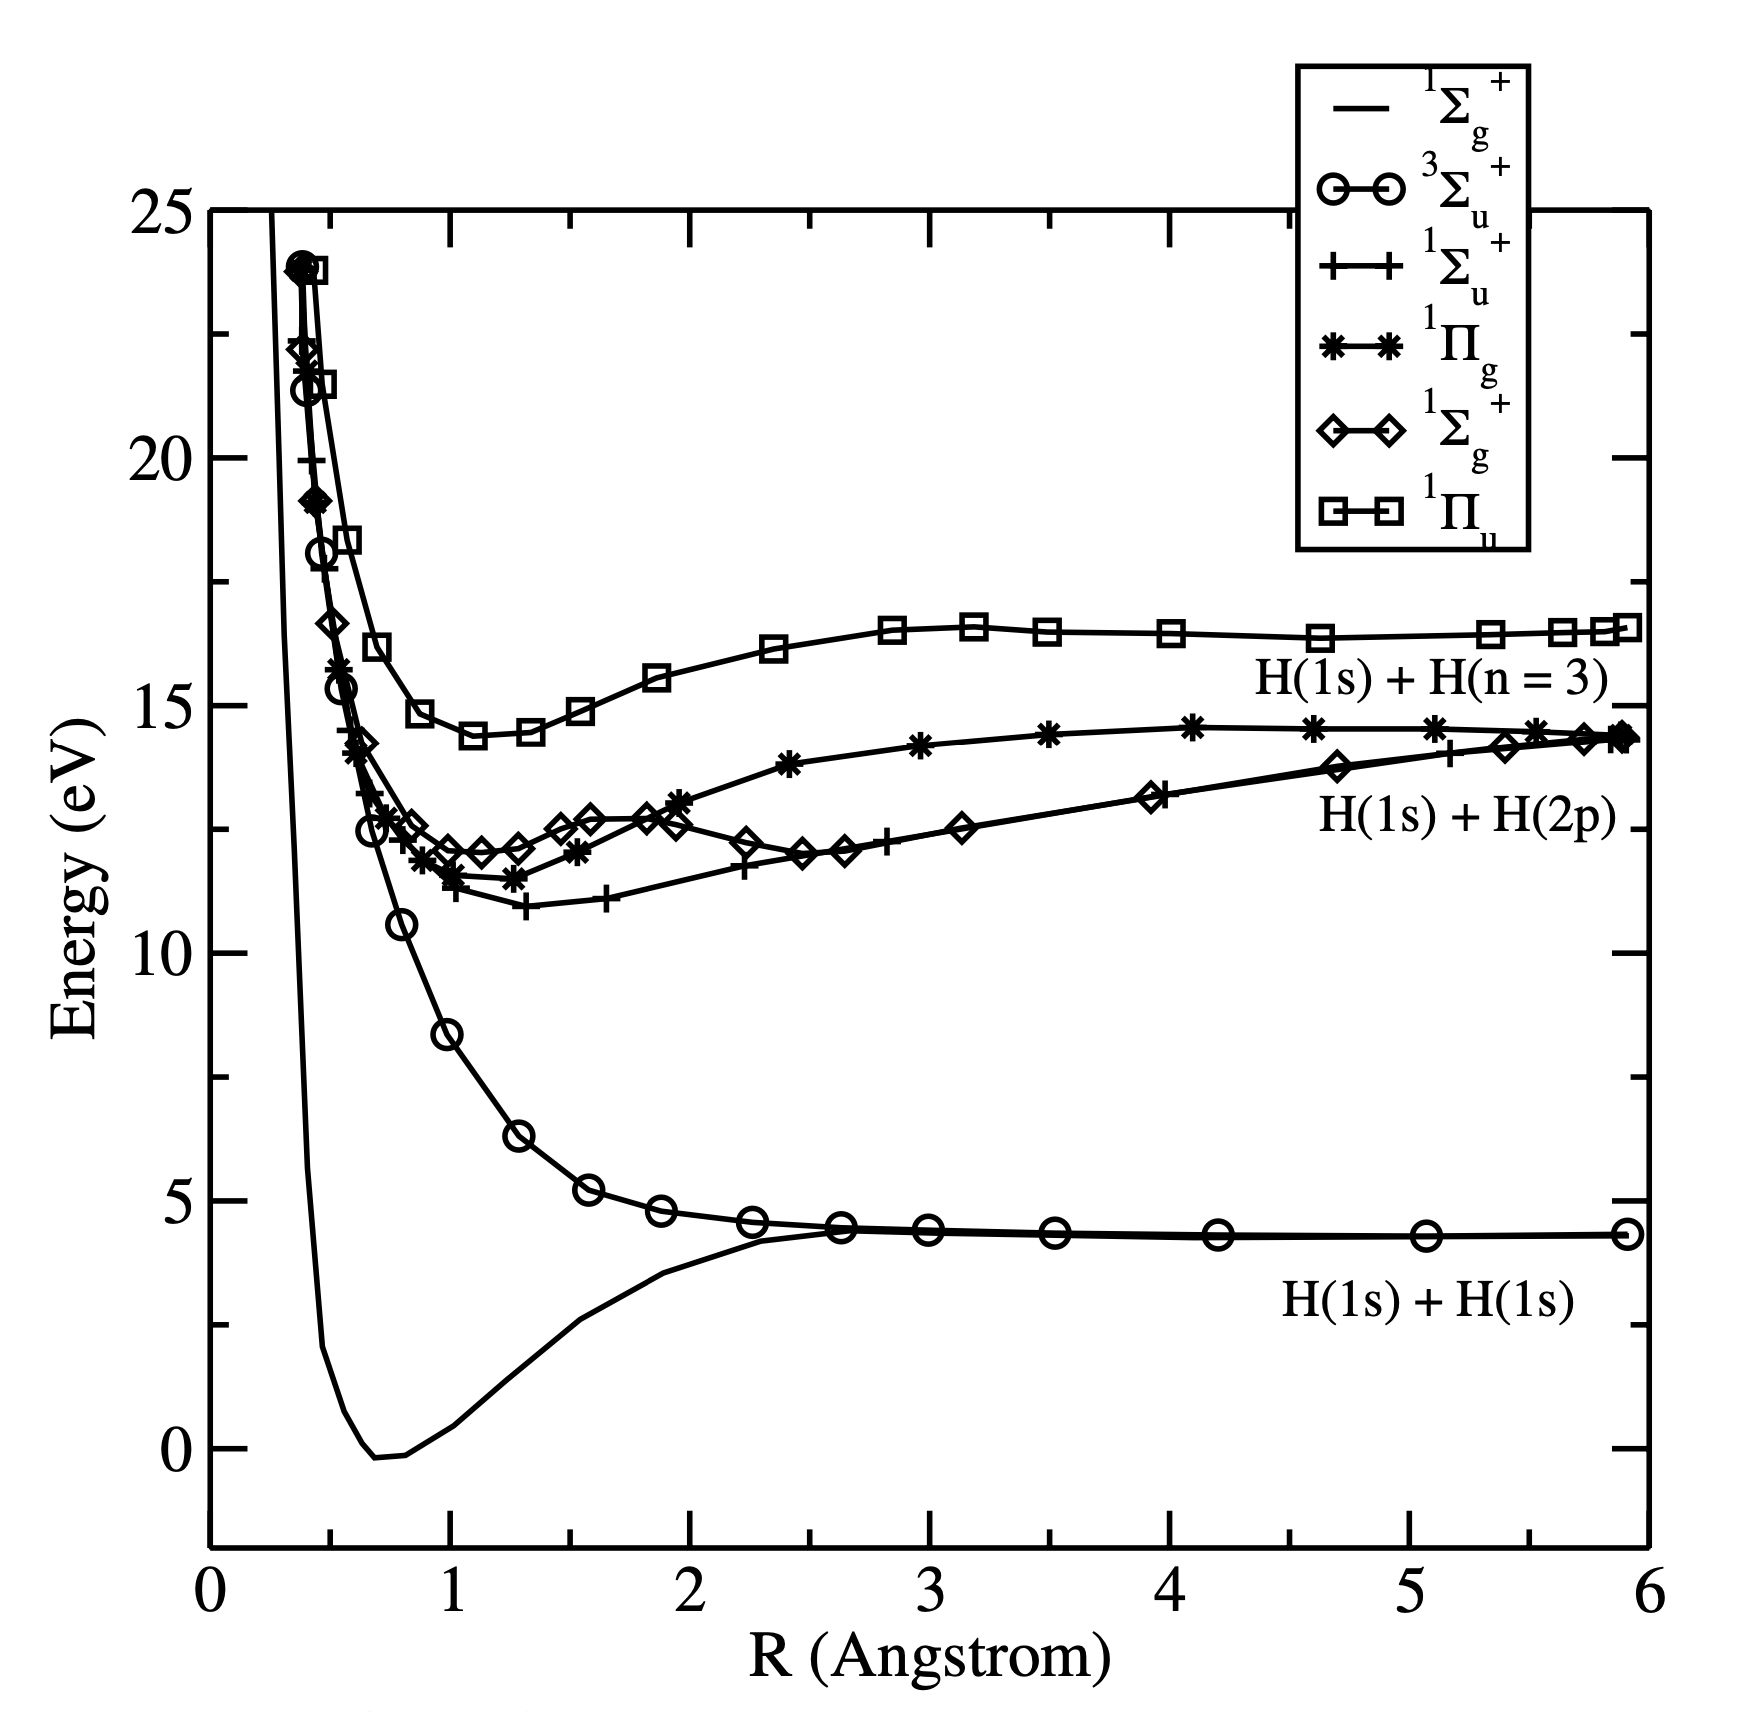 ¹Σg⁺
³Σu⁺
¹Σu⁺
¹Πg
¹Σg⁺
¹Πu
25
20
15
10
5
0
Energy (eV)
H(1s) + H(n = 3)
H(1s) + H(2p)
H(1s) + H(1s)
0 1 2 3 4 5 6
R (Angstrom)